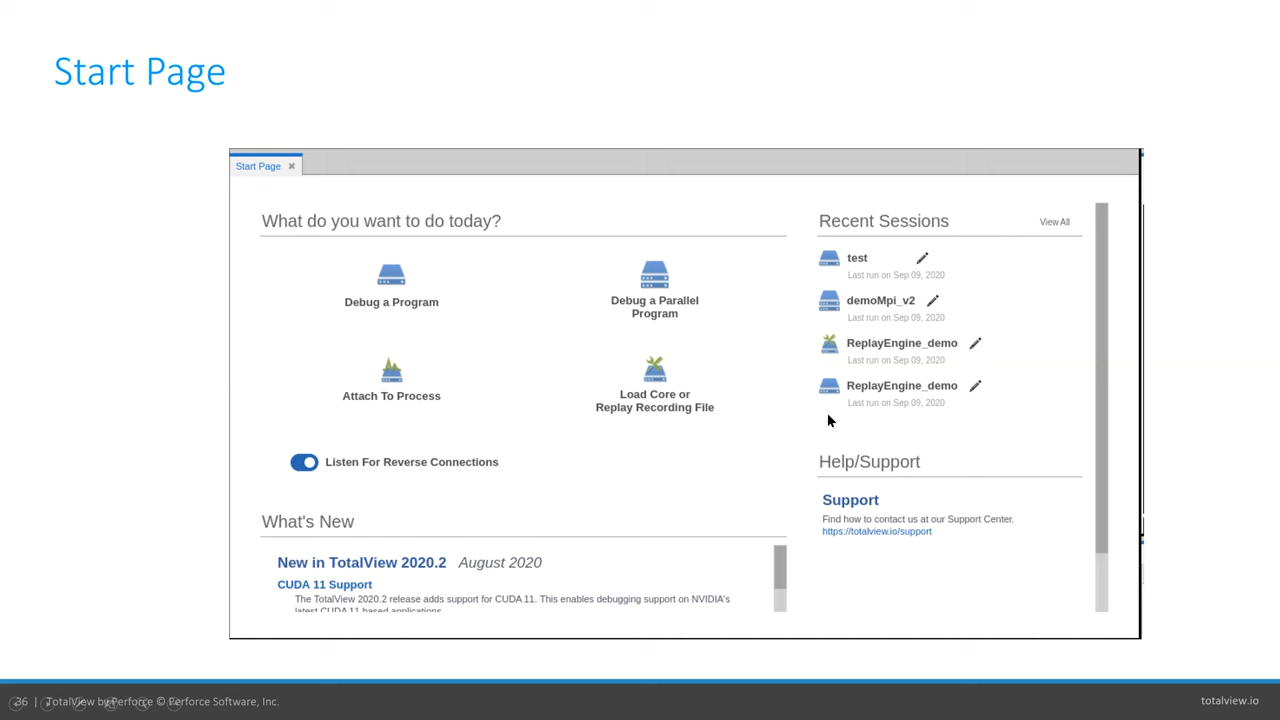 Start Page
Start Page
What do you want to do today?
Debug a Program
Debug a Parallel
Program
Attach To Process
Load Core or
Replay Recording File
Listen For Reverse Connections
What's New
New in TotalView 2020.2 August 2020
CUDA 11 Support
The TotalView 2020.2 release adds support for CUDA 11. This enables debugging support on NVIDIA's
latest CUDA 11 based applications.
Recent Sessions View All
test
Last run on Sep 09, 2020
demoMpi_v2
Last run on Sep 09, 2020
ReplayEngine_demo
Last run on Sep 09, 2020
ReplayEngine_demo
Last run on Sep 09, 2020
Help/Support
Support
Find how to contact us at our Support Center.
https://totalview.io/support
36 | TotalView by Perforce © Perforce Software, Inc.
totalview.io